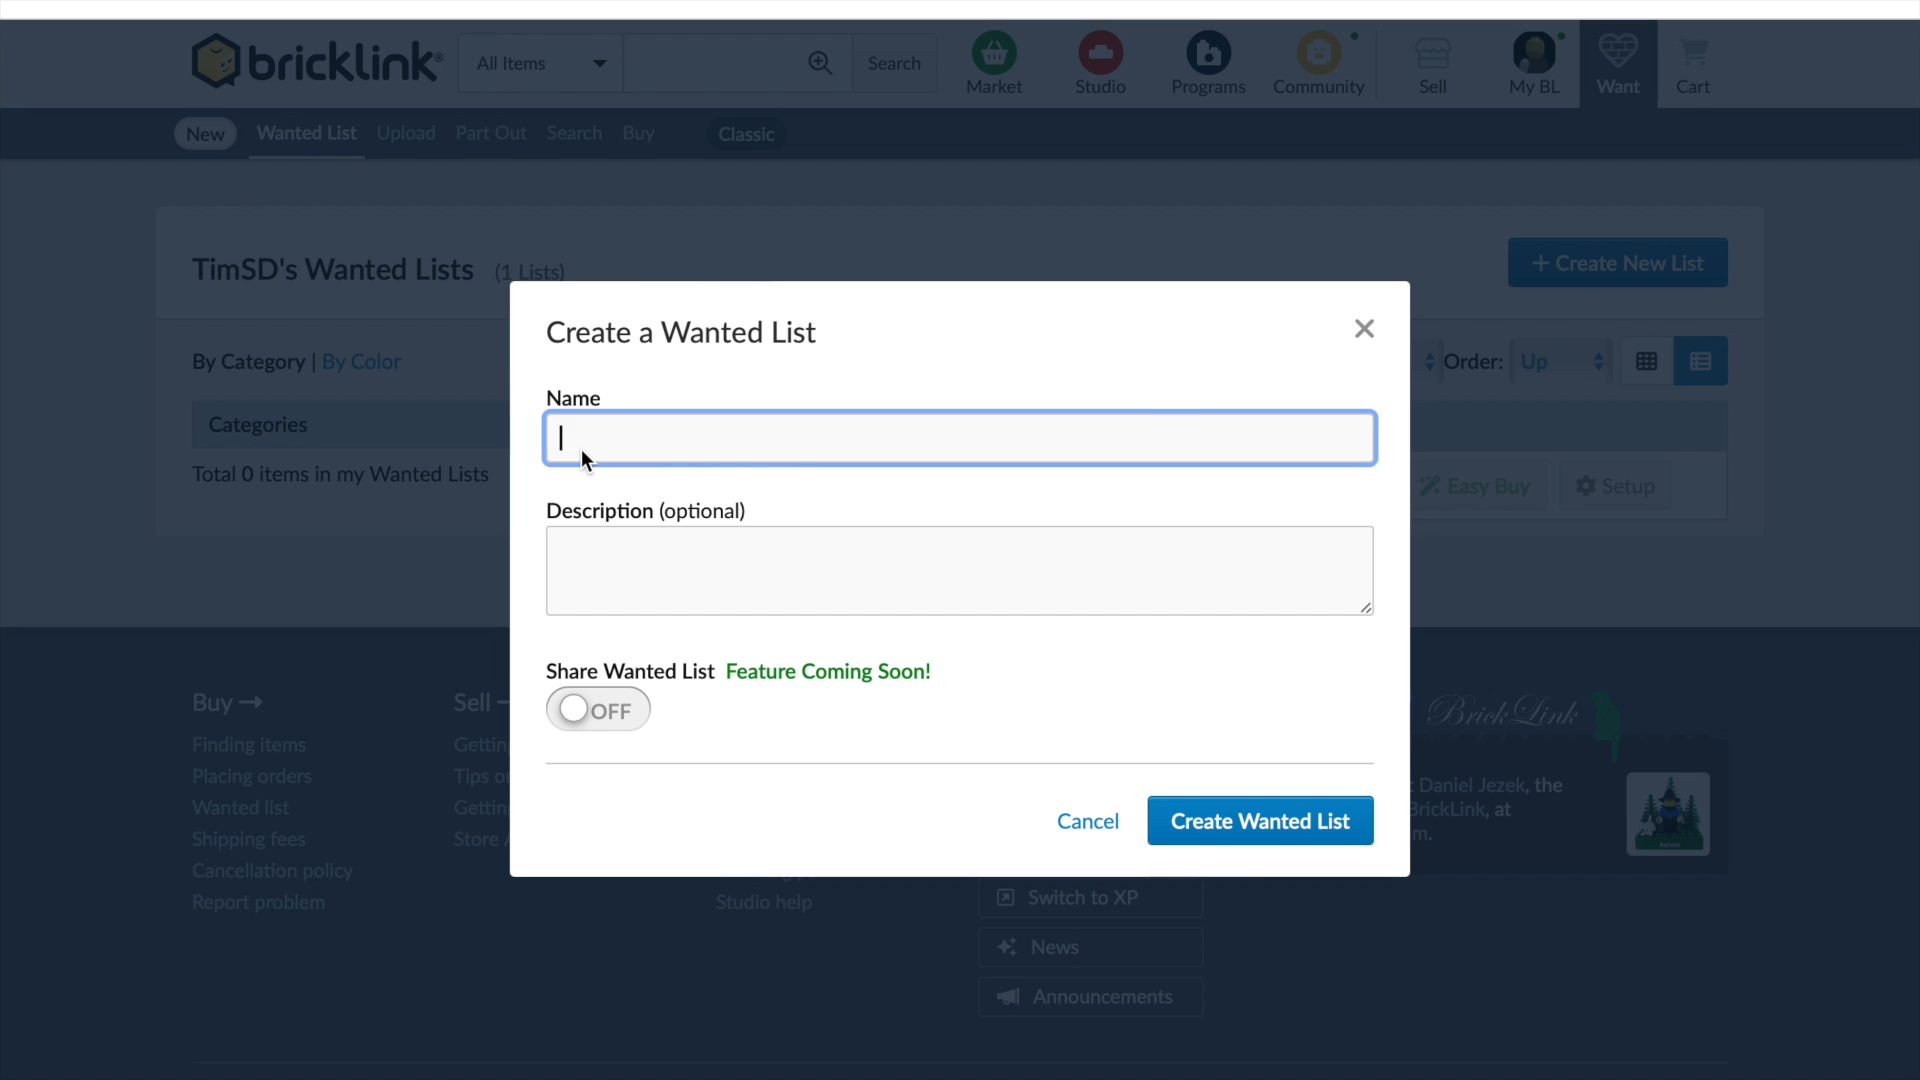 bricklink®
All Items
Search
Market
Studio
Programs
Community
Sell
My BL
Want
Cart
New
Wanted List
Upload
Part Out
Search
Buy
Classic
TimSD's Wanted Lists (1 Lists)
+ Create New List
By Category | By Color
Order: Up
Categories
Total 0 items in my Wanted Lists
Easy Buy
Setup
Create a Wanted List
Name
Description (optional)
Share Wanted List Feature Coming Soon!
OFF
Cancel
Create Wanted List
Buy
Finding items
Placing orders
Wanted list
Shipping fees
Cancellation policy
Report problem
Sell
Studio help
Switch to XP
News
Announcements
BrickLink
Daniel Jezek, the
BrickLink, at